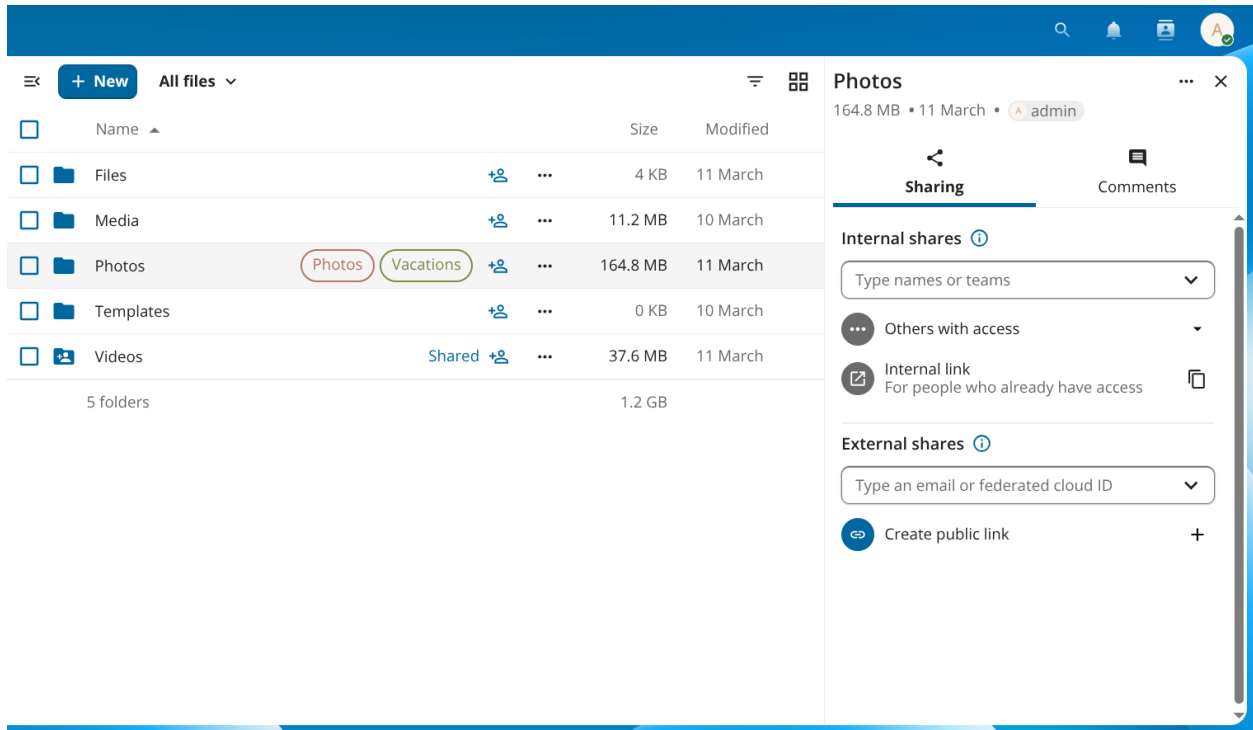 A
+ New
All files
Name
Size
Modified
Files
4 KB
11 March
Media
11.2 MB
10 March
Photos
Photos
Vacations
164.8 MB
11 March
Templates
0 KB
10 March
Videos
Shared
37.6 MB
11 March
5 folders
1.2 GB
Photos
164.8 MB • 11 March • A admin
Sharing
Comments
Internal shares
Type names or teams
Others with access
Internal link
For people who already have access
External shares
Type an email or federated cloud ID
Create public link